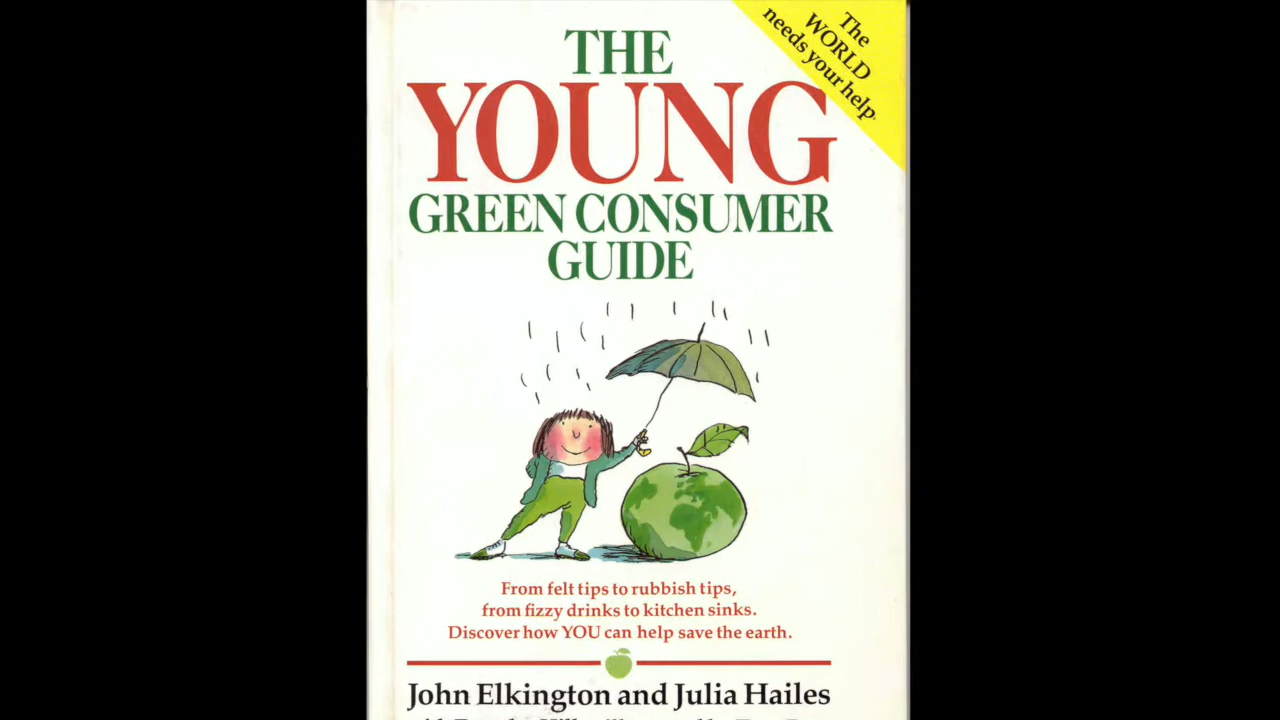 THE
YOUNG
GREEN CONSUMER
GUIDE
The
WORLD
needs your help.
From felt tips to rubbish tips,
from fizzy drinks to kitchen sinks.
Discover how YOU can help save the earth.
John Elkington and Julia Hailes